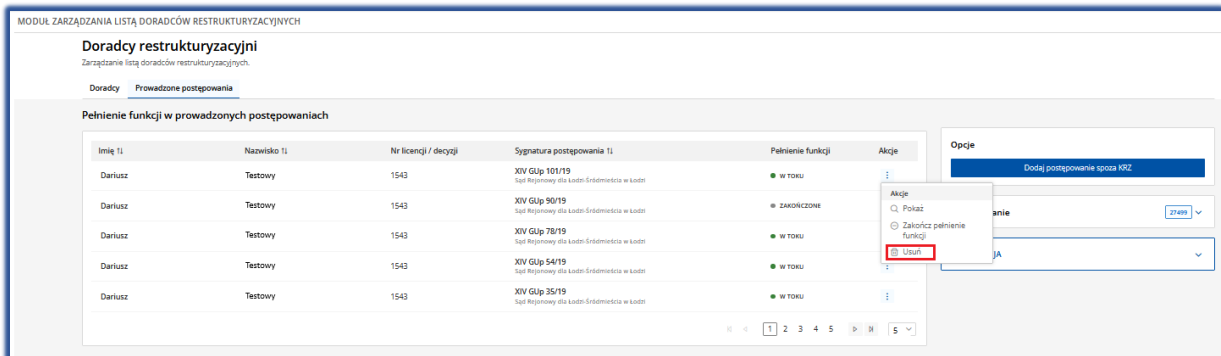 MODUŁ ZARZĄDZANIA LISTĄ DORADCÓW RESTRUKTURYZACYJNYCH
Doradcy restrukturyzacyjni
Zarządzanie listą doradców restrukturyzacyjnych.
Doradcy Prowadzone postępowania
Pełnienie funkcji w prowadzonych postępowaniach
Imię Nazwisko Nr licencji / decyzji Sygnatura postępowania Pełnienie funkcji Akcje
Dariusz Testowy 1543 XIV GUp 101/19 W TOKU
Sąd Rejonowy dla Łodzi-Śródmieścia w Łodzi
Dariusz Testowy 1543 XIV GUp 90/19 ZAKOŃCZONE
Sąd Rejonowy dla Łodzi-Śródmieścia w Łodzi
Dariusz Testowy 1543 XIV GUp 78/19 W TOKU
Sąd Rejonowy dla Łodzi-Śródmieścia w Łodzi
Dariusz Testowy 1543 XIV GUp 54/19 W TOKU
Sąd Rejonowy dla Łodzi-Śródmieścia w Łodzi
Dariusz Testowy 1543 XIV GUp 35/19 W TOKU
Sąd Rejonowy dla Łodzi-Śródmieścia w Łodzi
1 2 3 4 5 5
Akcje
Pokaż
Zakończ pełnienie
funkcji
Usuń
Opcje
Dodaj postępowanie spoza KRZ
anie 27499
JA